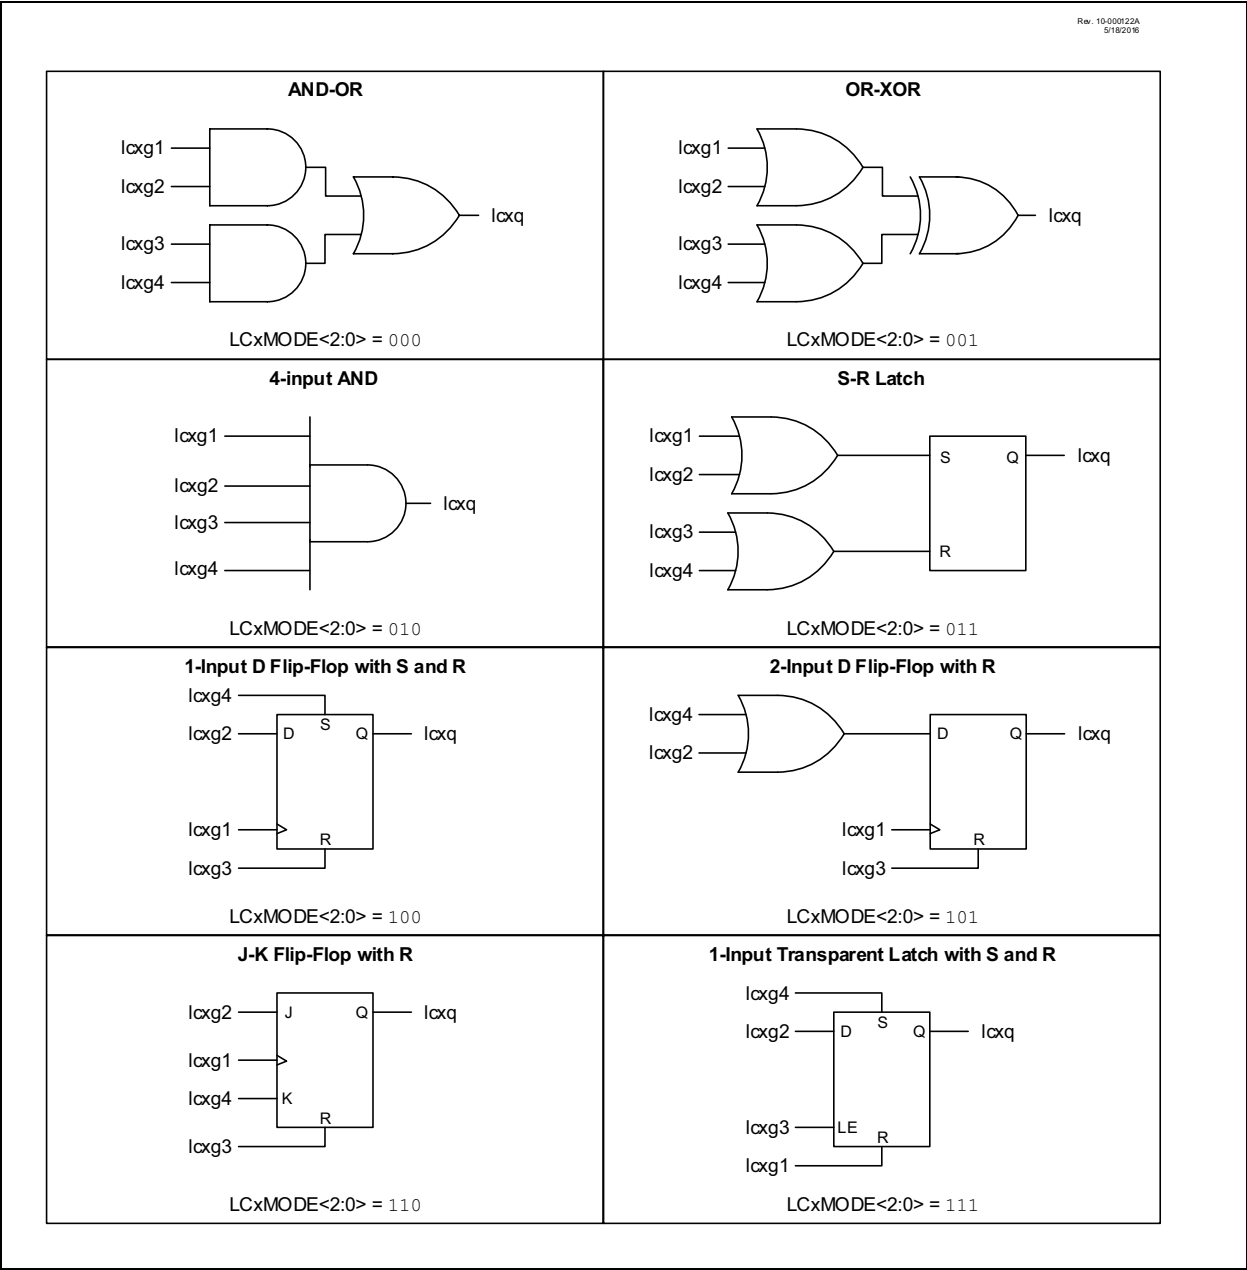 Rev. 10-000122A
5/18/2016
AND-OR
lcxg1
lcxg2
lcxg3
lcxg4
lcxq
LCxMODE<2:0> = 000
OR-XOR
lcxg1
lcxg2
lcxg3
lcxg4
lcxq
LCxMODE<2:0> = 001
4-input AND
lcxg1
lcxg2
lcxg3
lcxg4
lcxq
LCxMODE<2:0> = 010
S-R Latch
lcxg1
lcxg2
lcxg3
lcxg4
S
Q
lcxq
R
LCxMODE<2:0> = 011
1-Input D Flip-Flop with S and R
lcxg4
S
lcxg2
D
Q
lcxq
lcxg1
R
lcxg3
LCxMODE<2:0> = 100
2-Input D Flip-Flop with R
lcxg4
lcxg2
D
Q
lcxq
lcxg1
R
lcxg3
LCxMODE<2:0> = 101
J-K Flip-Flop with R
lcxg2
J
Q
lcxq
lcxg1
lcxg4
K
R
lcxg3
LCxMODE<2:0> = 110
1-Input Transparent Latch with S and R
lcxg4
S
lcxg2
D
Q
lcxq
lcxg3
LE
R
lcxg1
LCxMODE<2:0> = 111